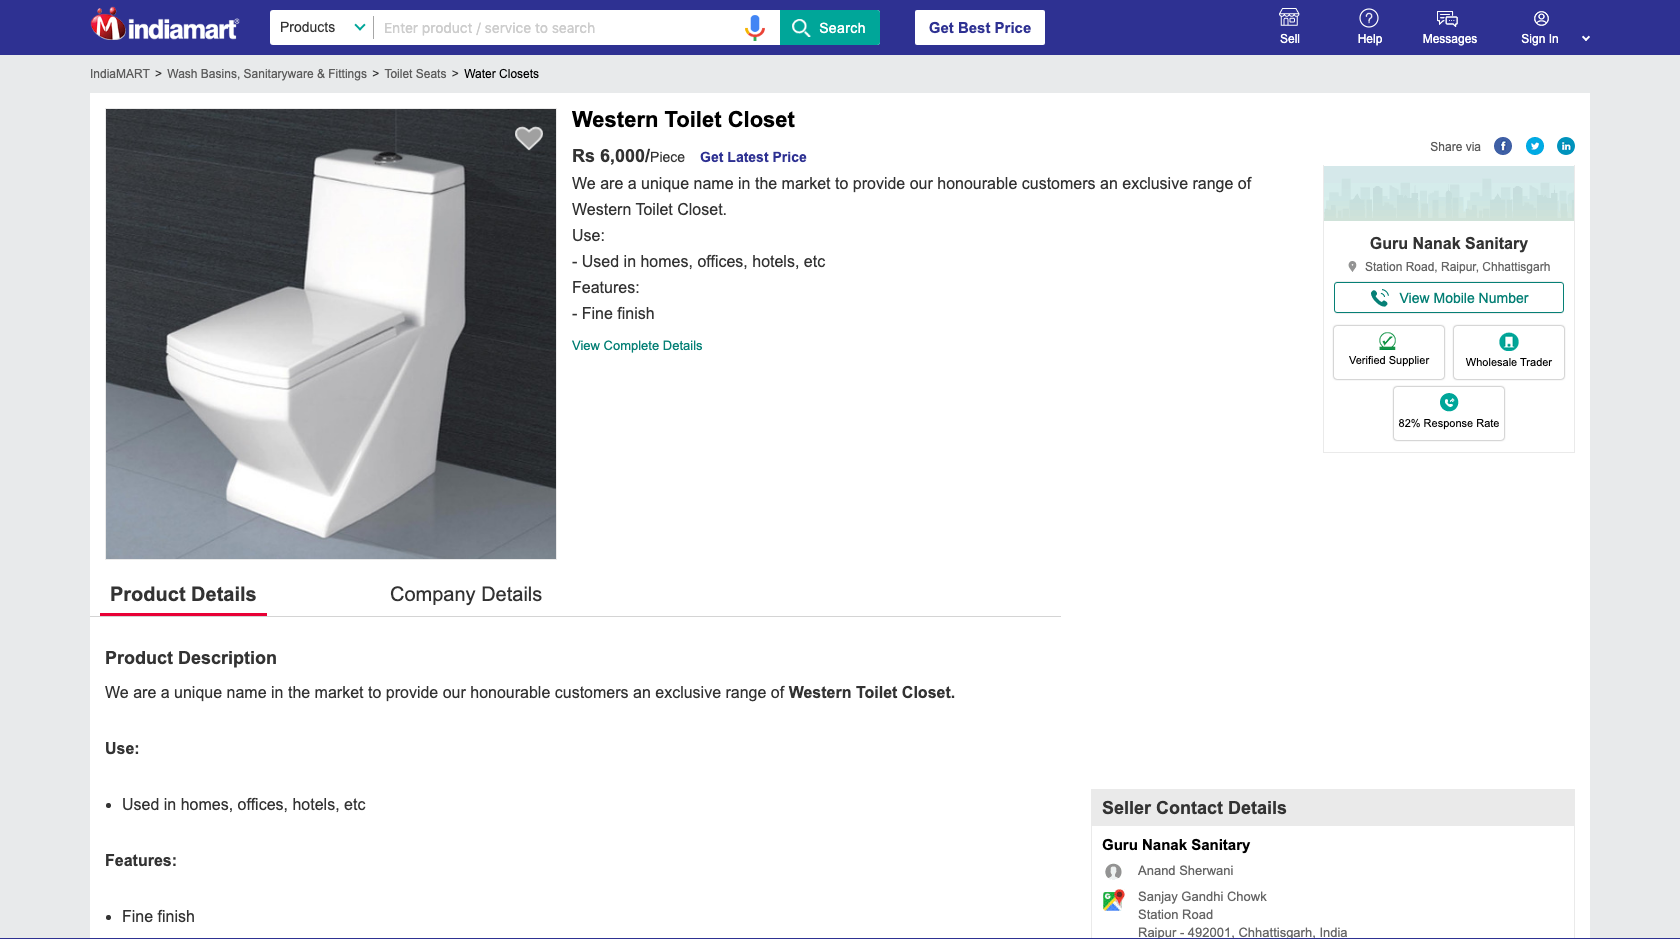 indiamart
Products
Enter product / service to search
Search
Get Best Price
Sell
Help
Messages
Sign In
IndiaMART > Wash Basins, Sanitaryware & Fittings > Toilet Seats > Water Closets
Western Toilet Closet
Rs 6,000/Piece Get Latest Price
We are a unique name in the market to provide our honourable customers an exclusive range of
Western Toilet Closet.
Use:
- Used in homes, offices, hotels, etc
Features:
- Fine finish
View Complete Details
Share via
Guru Nanak Sanitary
Station Road, Raipur, Chhattisgarh
View Mobile Number
Verified Supplier
Wholesale Trader
82% Response Rate
Product Details
Company Details
Product Description
We are a unique name in the market to provide our honourable customers an exclusive range of Western Toilet Closet.
Use:
• Used in homes, offices, hotels, etc
Features:
• Fine finish
Seller Contact Details
Guru Nanak Sanitary
Anand Sherwani
Sanjay Gandhi Chowk
Station Road
Raipur - 492001, Chhattisgarh, India